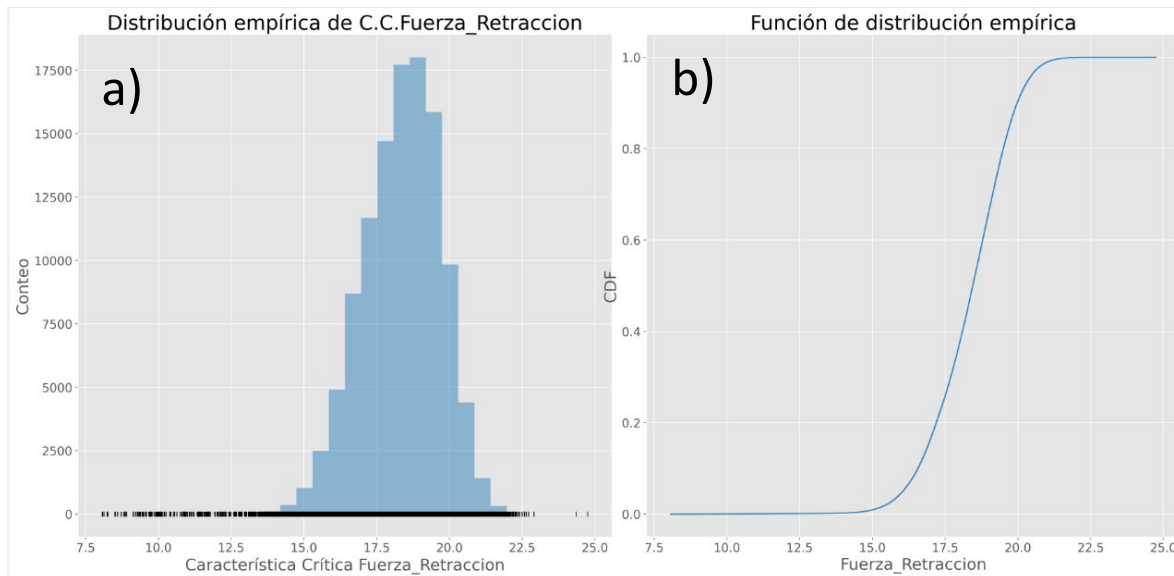 Distribución empírica de C.C.Fuerza_Retraccion
a)
17500
15000
12500
10000
7500
5000
2500
0
Conteo
7.5 10.0 12.5 15.0 17.5 20.0 22.5 25.0
Característica Crítica Fuerza_Retraccion
Función de distribución empírica
b)
1.0
0.8
0.6
0.4
0.2
0.0
CDF
7.5 10.0 12.5 15.0 17.5 20.0 22.5 25.0
Fuerza_Retraccion